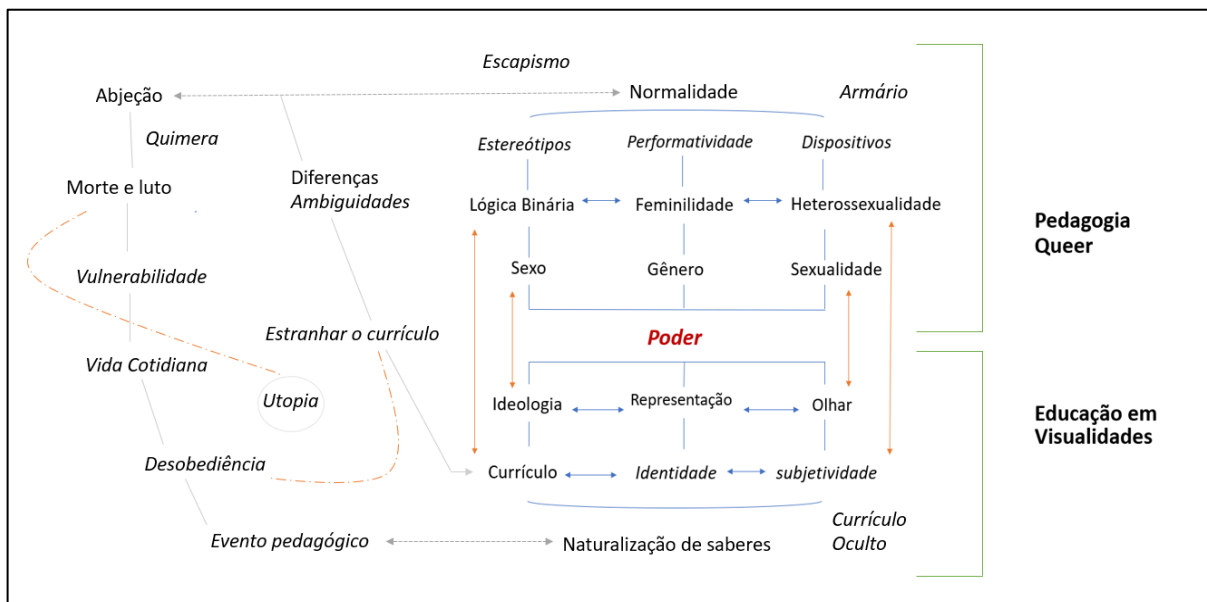 Escapismo
Abjeção
Normalidade
Armário
Quimera
Estereótipos
Performatividade
Dispositivos
Morte e luto
Diferenças
Ambiguidades
Lógica Binária
Feminilidade
Heterossexualidade
Pedagogia
Queer
Vulnerabilidade
Sexo
Gênero
Sexualidade
Estranhar o currículo
Poder
Vida Cotidiana
Utopia
Ideologia
Representação
Olhar
Educação em
Visualidades
Desobediência
Currículo
Identidade
subjetividade
Evento pedagógico
Naturalização de saberes
Currículo
Oculto